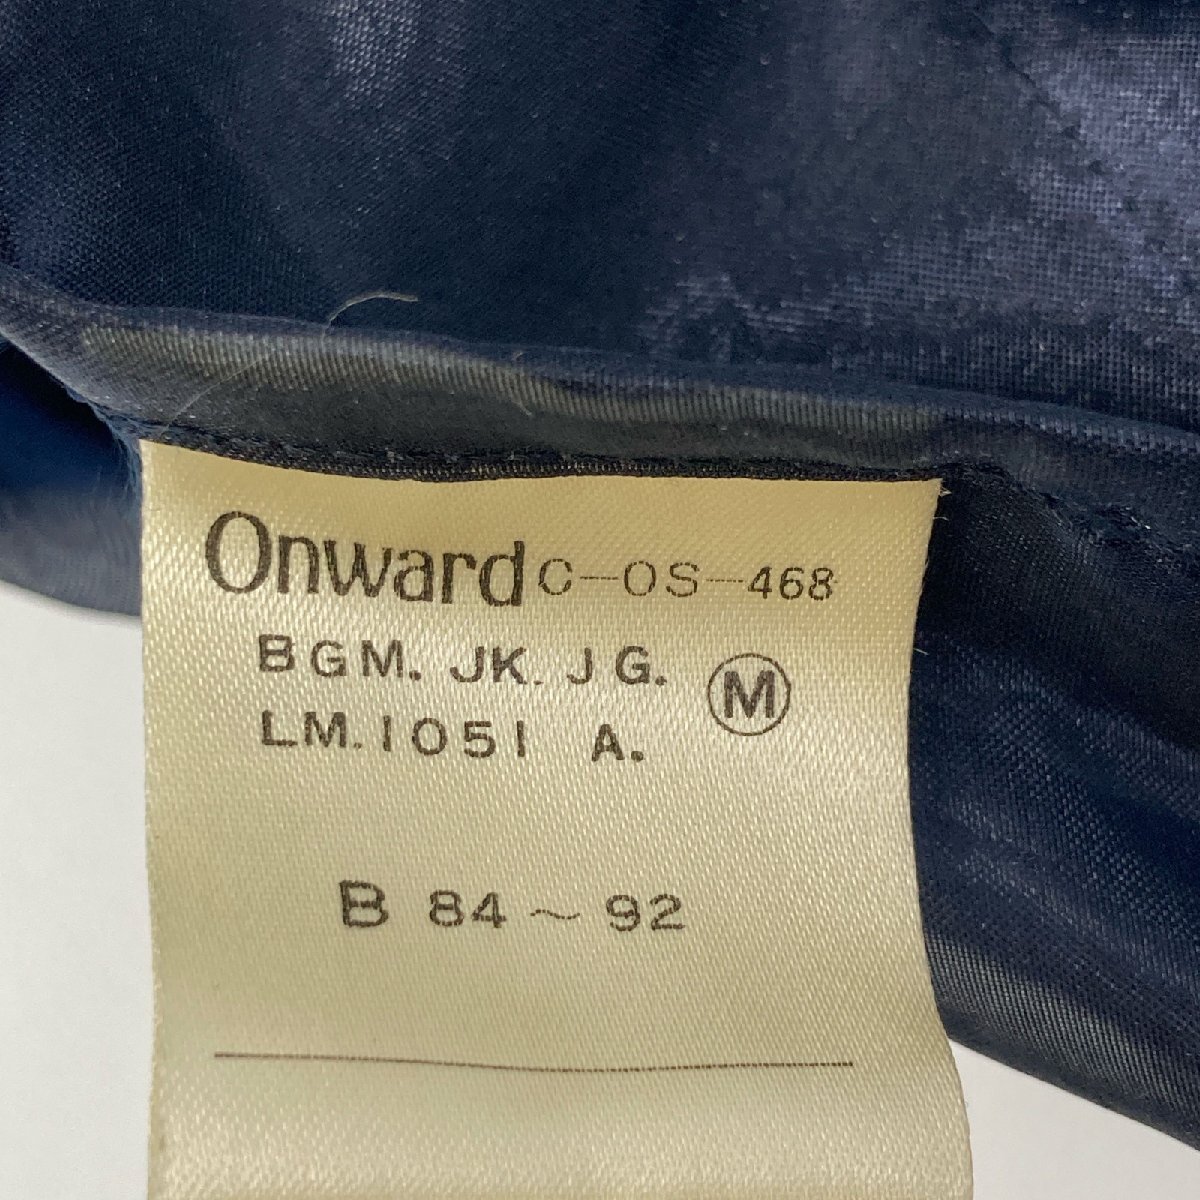 Onward C-OS-468
BGM. JK. JG. M
LM.1051 A.
B 84~92